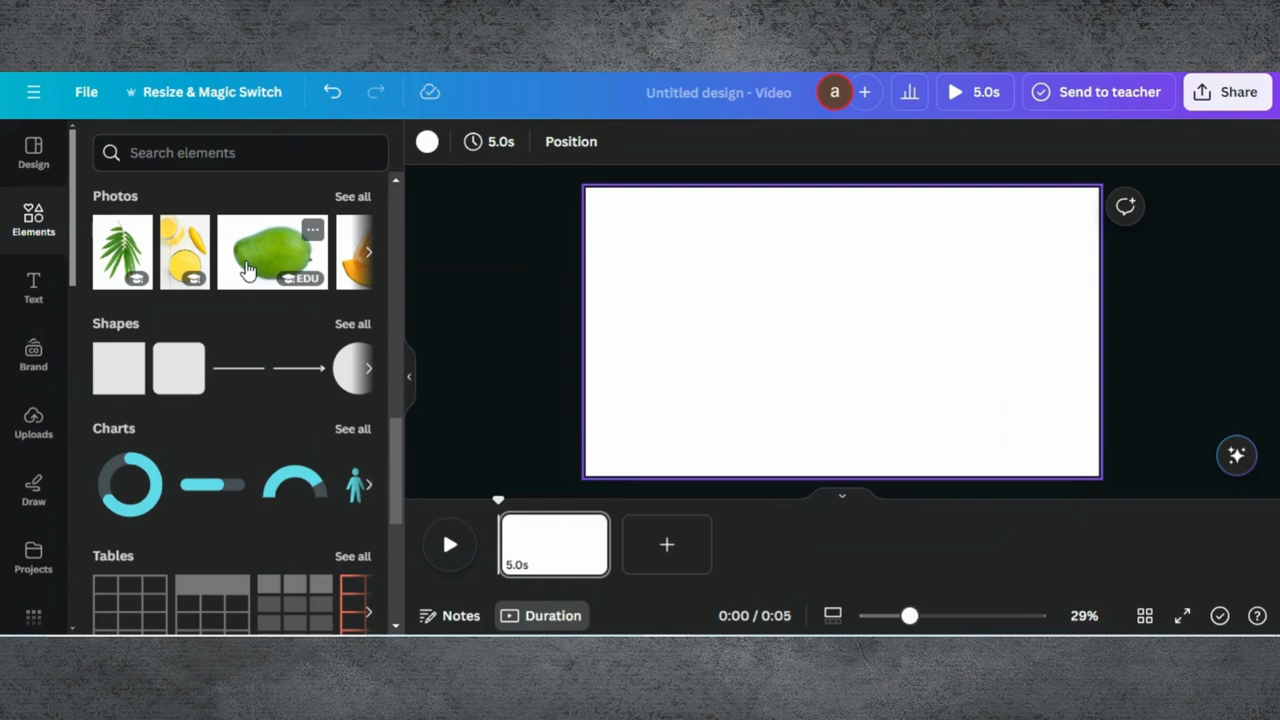 File
Resize & Magic Switch
Untitled design - Video
a
5.0s
Send to teacher
Share
Design
Elements
Text
Brand
Uploads
Draw
Projects
Search elements
Photos
See all
EDU
Shapes
See all
Charts
See all
Tables
See all
5.0s
Position
5.0s
Notes
Duration
0:00 / 0:05
29%